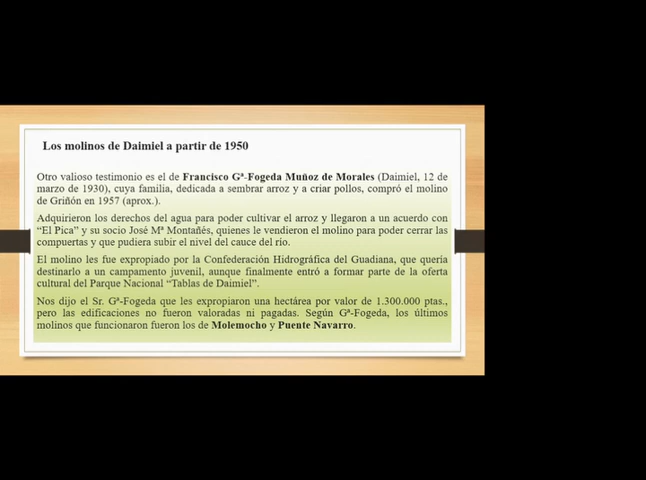 Los molinos de Daimiel a partir de 1950
Otro valioso testimonio es el de Francisco Gª-Fogeda Muñoz de Morales (Daimiel, 12 de
marzo de 1930), cuya familia, dedicada a sembrar arroz y a criar pollos, compró el molino
de Griñón en 1957 (aprox.).
Adquirieron los derechos del agua para poder cultivar el arroz y llegaron a un acuerdo con
“El Pica” y su socio José Mª Montañés, quienes le vendieron el molino para poder cerrar las
compuertas y que pudiera subir el nivel del cauce del río.
El molino les fue expropiado por la Confederación Hidrográfica del Guadiana, que quería
destinarlo a un campamento juvenil, aunque finalmente entró a formar parte de la oferta
cultural del Parque Nacional “Tablas de Daimiel”.
Nos dijo el Sr. Gª-Fogeda que les expropiaron una hectárea por valor de 1.300.000 ptas.,
pero las edificaciones no fueron valoradas ni pagadas. Según Gª-Fogeda, los últimos
molinos que funcionaron fueron los de Molemocho y Puente Navarro.